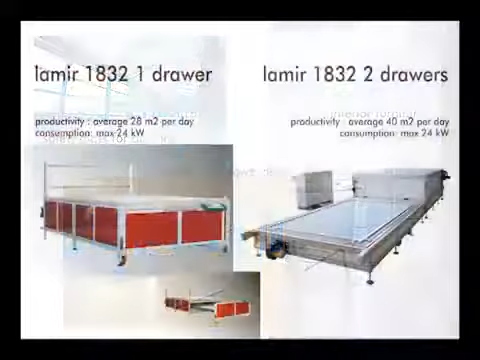 lamir 1832 1 drawer
productivity : average 28 m2 per day
consumption: max 24 kW
lamir 1832 2 drawers
productivity : average 40 m2 per day
consumption: max 24 kW